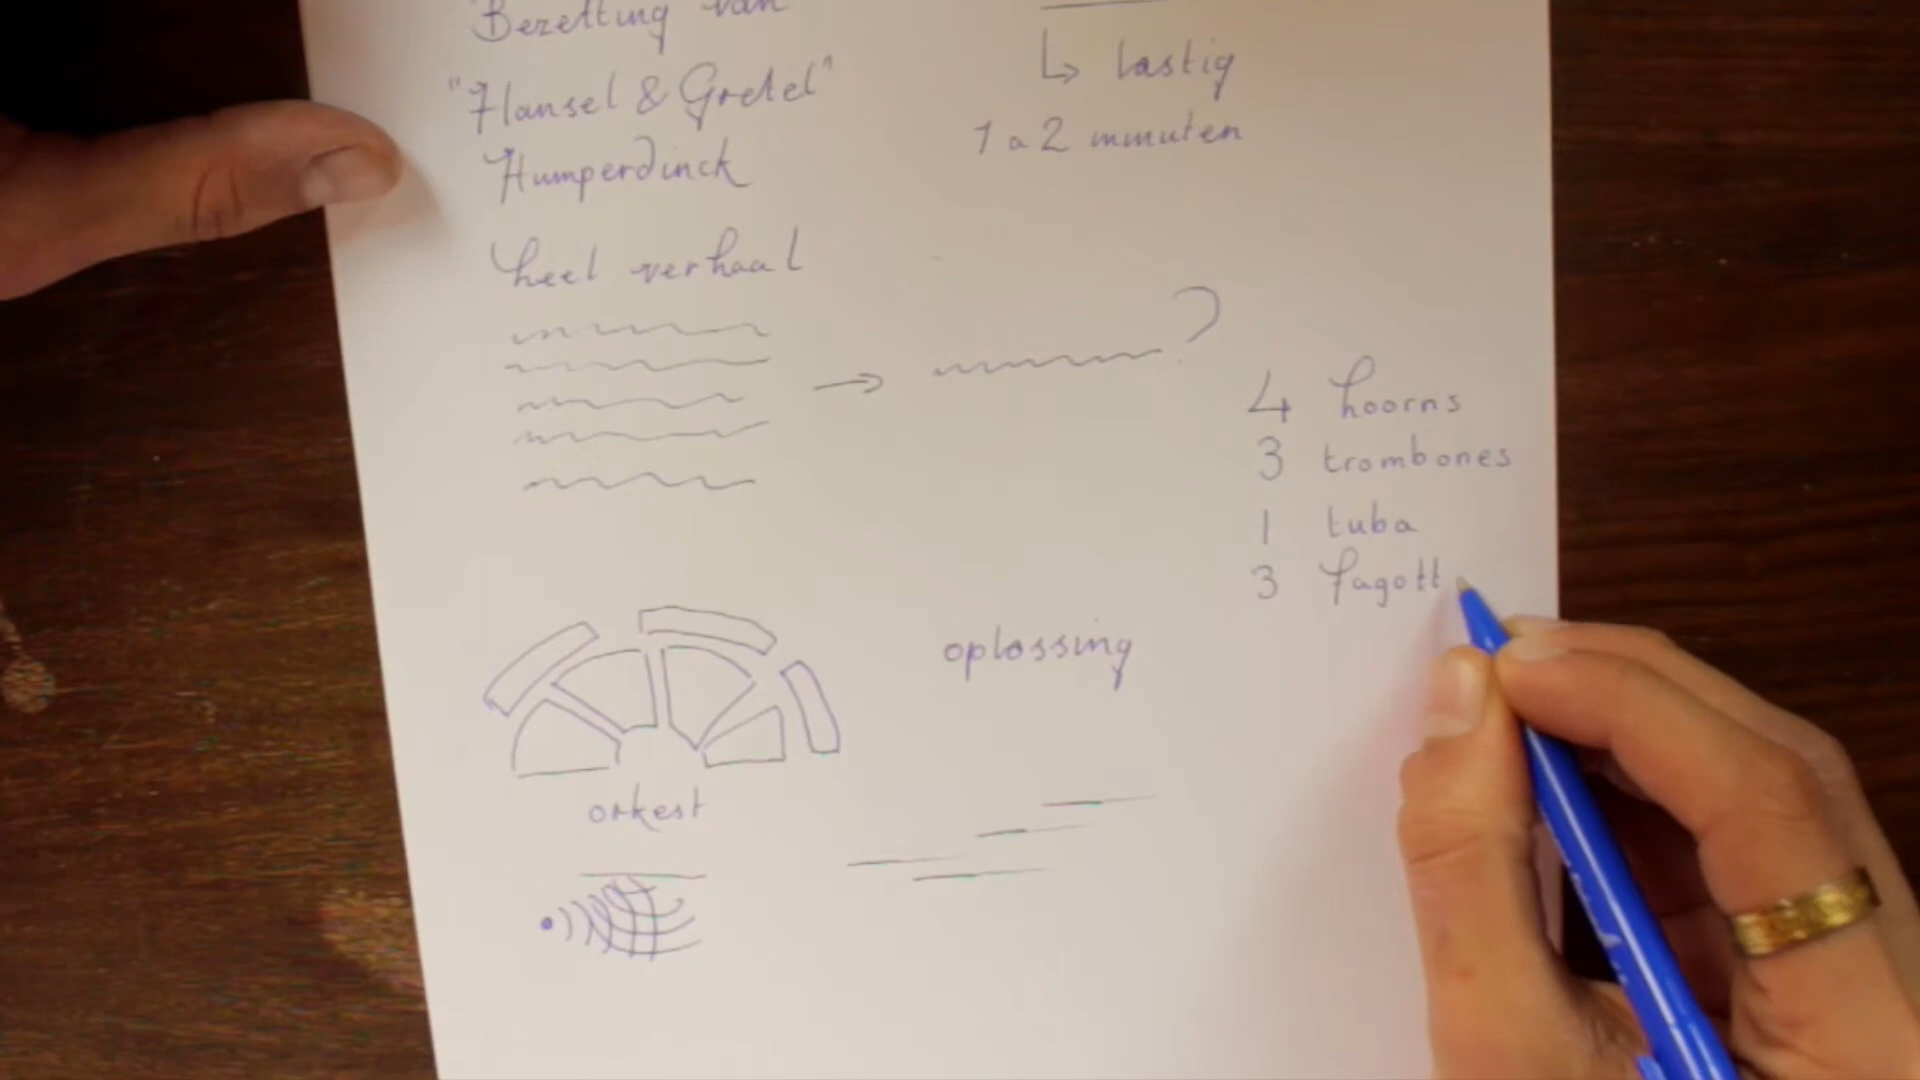 Bezetting van
"Hansel & Gretel"
Humperdinck
heel verhaal
?
orkest
↳ lastig
1 a 2 minuten
oplossing
4 hoorns
3 trombones
1 tuba
3 fagott